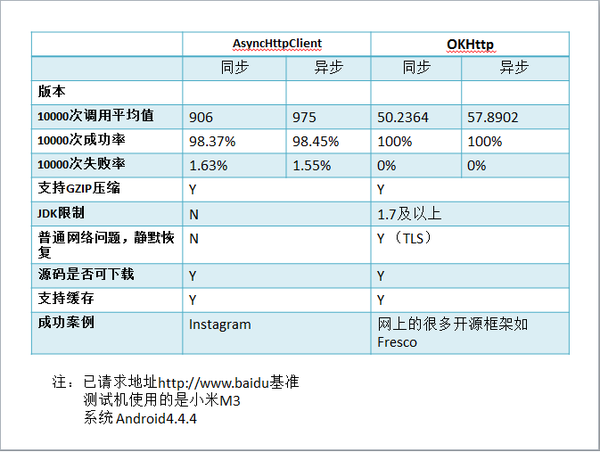 AsyncHttpClient OKHttp
同步 异步 同步 异步
版本
10000次调用平均值 906 975 50.2364 57.8902
10000次成功率 98.37% 98.45% 100% 100%
10000次失败率 1.63% 1.55% 0% 0%
支持GZIP压缩 Y Y
JDK限制 N 1.7及以上
普通网络问题，静默恢 N Y （TLS）
复
源码是否可下载 Y Y
支持缓存 Y Y
成功案例 Instagram 网上的很多开源框架如
Fresco
注：已请求地址http://www.baidu基准
测试机使用的是小米M3
系统Android4.4.4